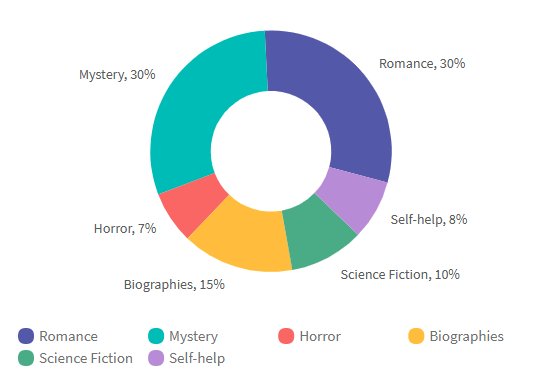 Romance, 30%
Mystery, 30%
Self-help, 8%
Horror, 7%
Science Fiction, 10%
Biographies, 15%
Romance Mystery Horror Biographies
Science Fiction Self-help